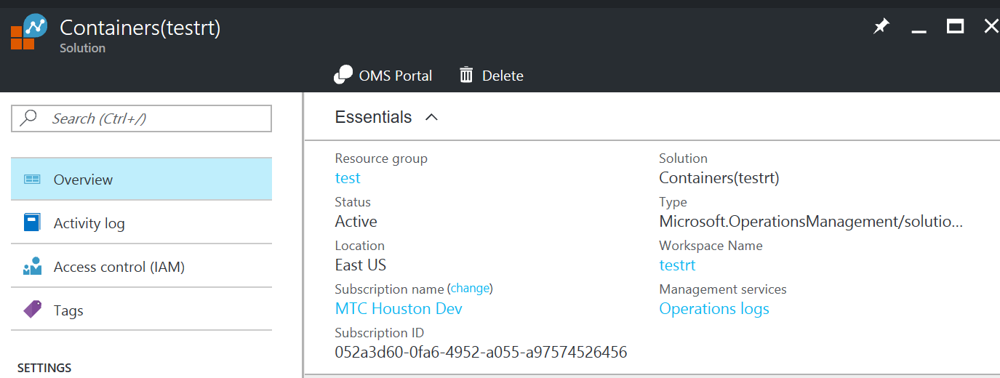 Containers(testrt)
Solution
OMS Portal Delete
Search (Ctrl+/)
Overview
Activity log
Access control (IAM)
Tags
SETTINGS
Essentials
Resource group
test
Status
Active
Location
East US
Subscription name (change)
MTC Houston Dev
Subscription ID
052a3d60-0fa6-4952-a055-a97574526456
Solution
Containers(testrt)
Type
Microsoft.OperationsManagement/solutio...
Workspace Name
testrt
Management services
Operations logs